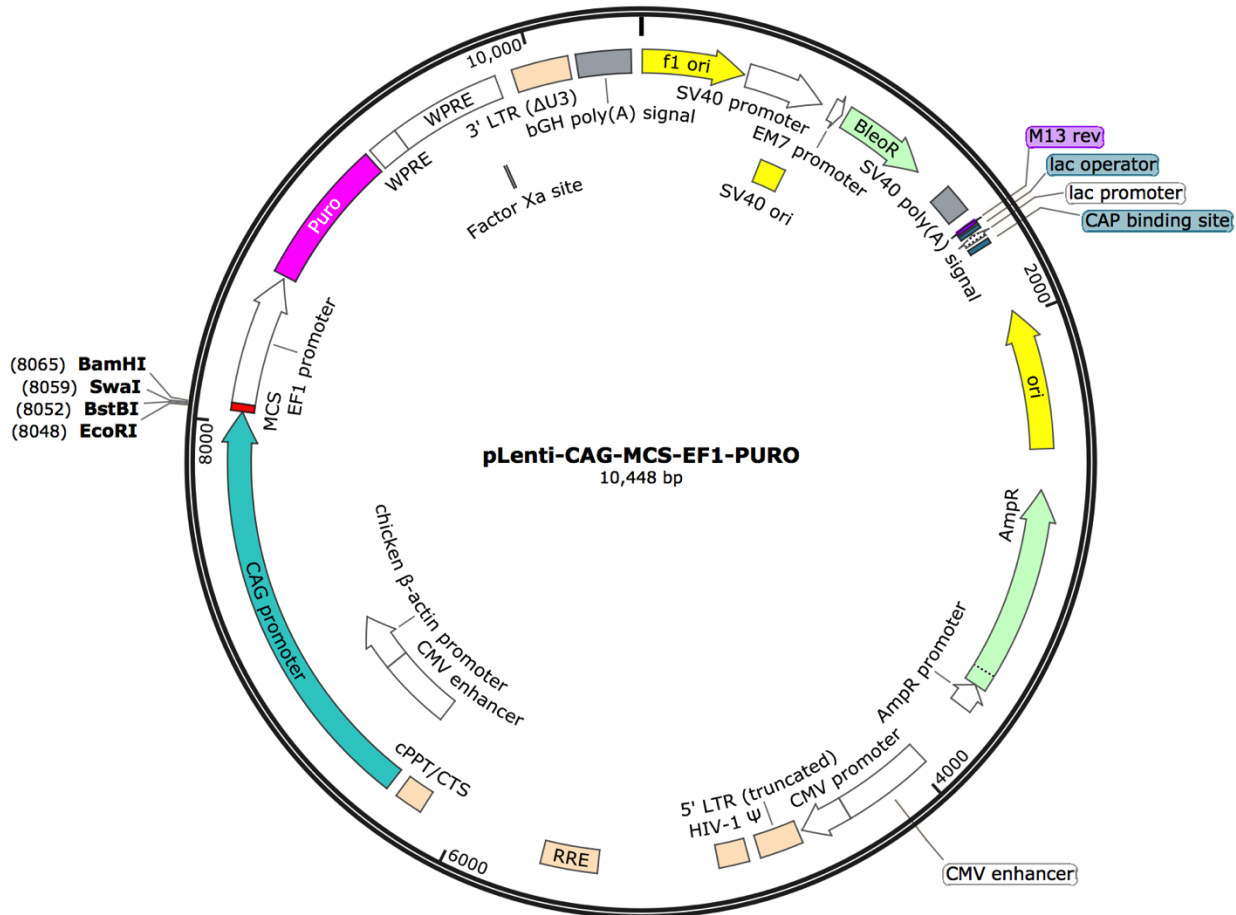 10,000
f1 ori
SV40 promoter
EM7 promoter
BleoR
SV40 poly(A) signal
SV40 ori
M13 rev
lac operator
lac promoter
CAP binding site
2000
ori
AmpR
AmpR promoter
4000
CMV enhancer
CMV promoter
5' LTR (truncated)
HIV-1 Ψ
RRE
6000
cPPT/CTS
CAG promoter
chicken β-actin promoter
CMV enhancer
8000
(8065) BamHI
(8059) SwaI
(8052) BstBI
(8048) EcoRI
MCS
EF1 promoter
Puro
WPRE
WPRE
3' LTR (ΔU3)
bGH poly(A) signal
Factor Xa site
pLenti-CAG-MCS-EF1-PURO
10,448 bp